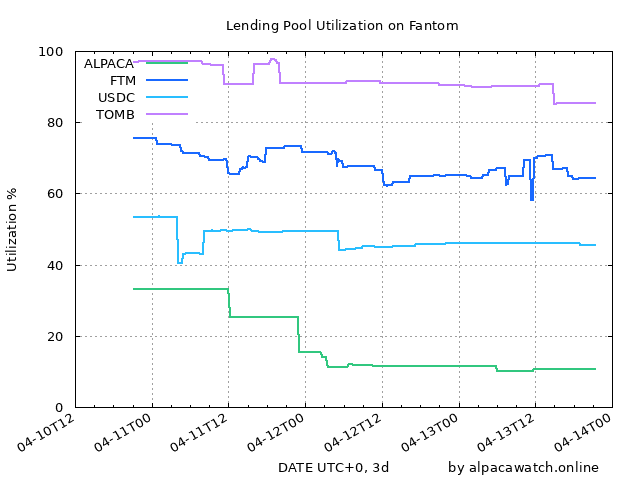 Lending Pool Utilization on Fantom
100
80
60
40
20
0
Utilization %
ALPACA
FTM
USDC
TOMB
04-10T12
04-11T00
04-11T12
04-12T00
04-12T12
04-13T00
04-13T12
04-14T00
DATE UTC+0, 3d by alpacawatch.online